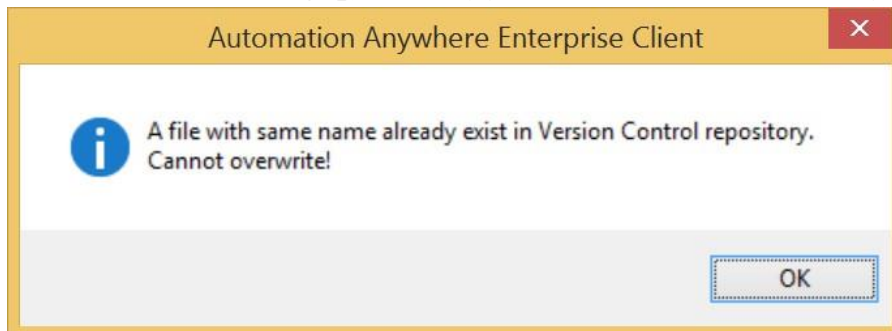 Automation Anywhere Enterprise Client
A file with same name already exist in Version Control repository.
Cannot overwrite!
OK